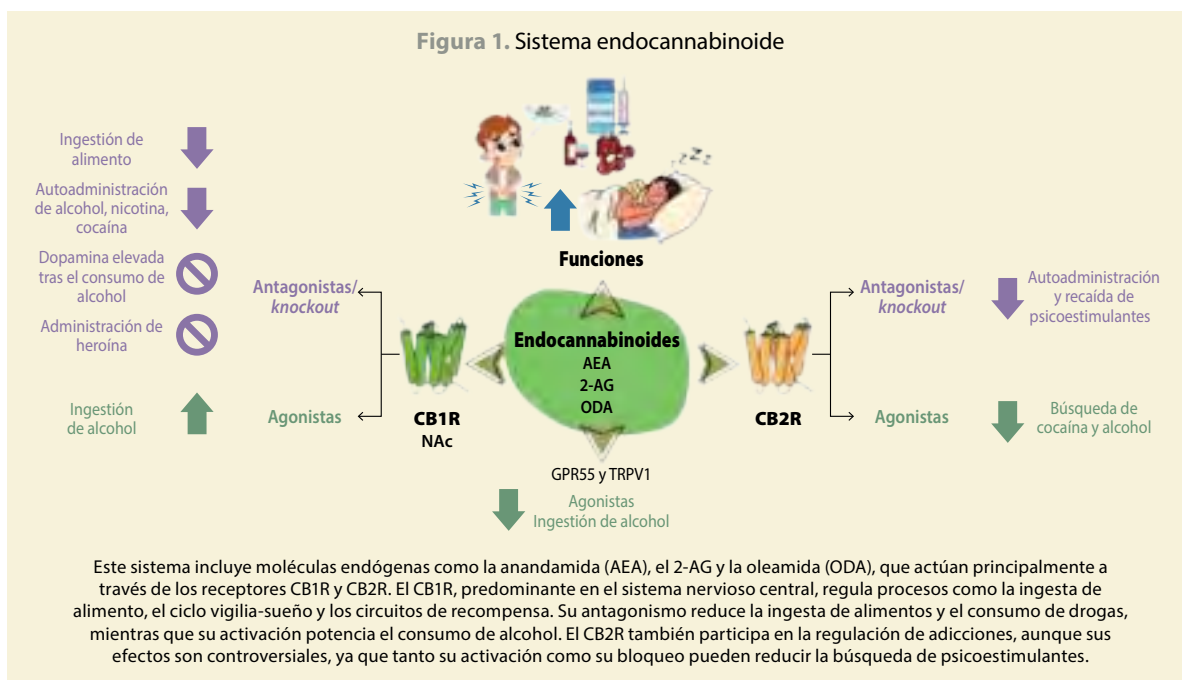 Figura 1. Sistema endocannabinoide
Ingestión de
alimento
Autoadministración
de alcohol, nicotina,
cocaína
Dopamina elevada
tras el consumo de
alcohol
Administración de
heroína
Antagonistas/
knockout
Ingestión
de alcohol
Agonistas
CB1R
NAc
zZZ
Funciones
Endocannabinoides
AEA
2-AG
ODA
GPR55 y TRPV1
Agonistas
Ingestión de alcohol
CB2R
Antagonistas/
knockout
Autoadministración
y recaída de
psicoestimulantes
Agonistas
Búsqueda de
cocaína y alcohol
Este sistema incluye moléculas endógenas como la anandamida (AEA), el 2-AG y la oleamida (ODA), que actúan principalmente a
través de los receptores CB1R y CB2R. El CB1R, predominante en el sistema nervioso central, regula procesos como la ingesta de
alimento, el ciclo vigilia-sueño y los circuitos de recompensa. Su antagonismo reduce la ingesta de alimentos y el consumo de drogas,
mientras que su activación potencia el consumo de alcohol. El CB2R también participa en la regulación de adicciones, aunque sus
efectos son controversiales, ya que tanto su activación como su bloqueo pueden reducir la búsqueda de psicoestimulantes.